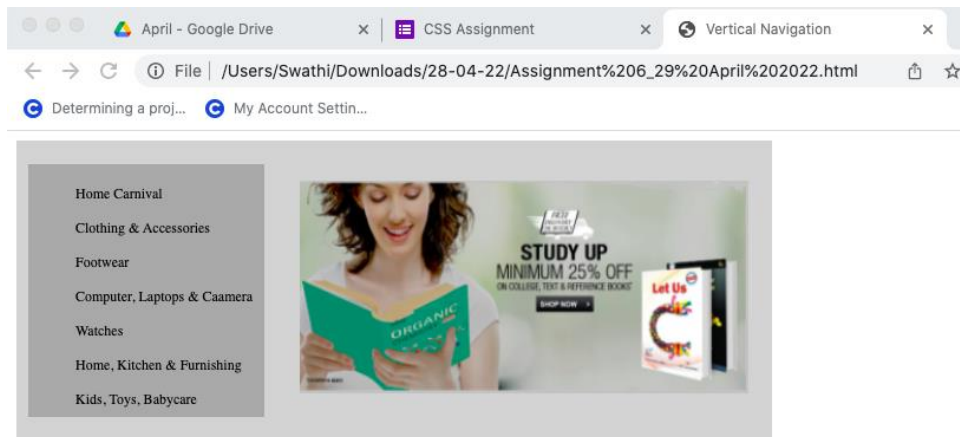 April - Google Drive
CSS Assignment
Vertical Navigation
File
/Users/Swathi/Downloads/28-04-22/Assignment%206_29%20April%202022.html
Determining a proj...
My Account Settin...
Home Carnival
Clothing & Accessories
Footwear
Computer, Laptops & Caamera
Watches
Home, Kitchen & Furnishing
Kids, Toys, Babycare
STUDY UP
MINIMUM 25% OFF
ON COLLEGE, TEXT & REFERENCE BOOKS*
SHOP NOW >
ORGANIC
Let Us
C